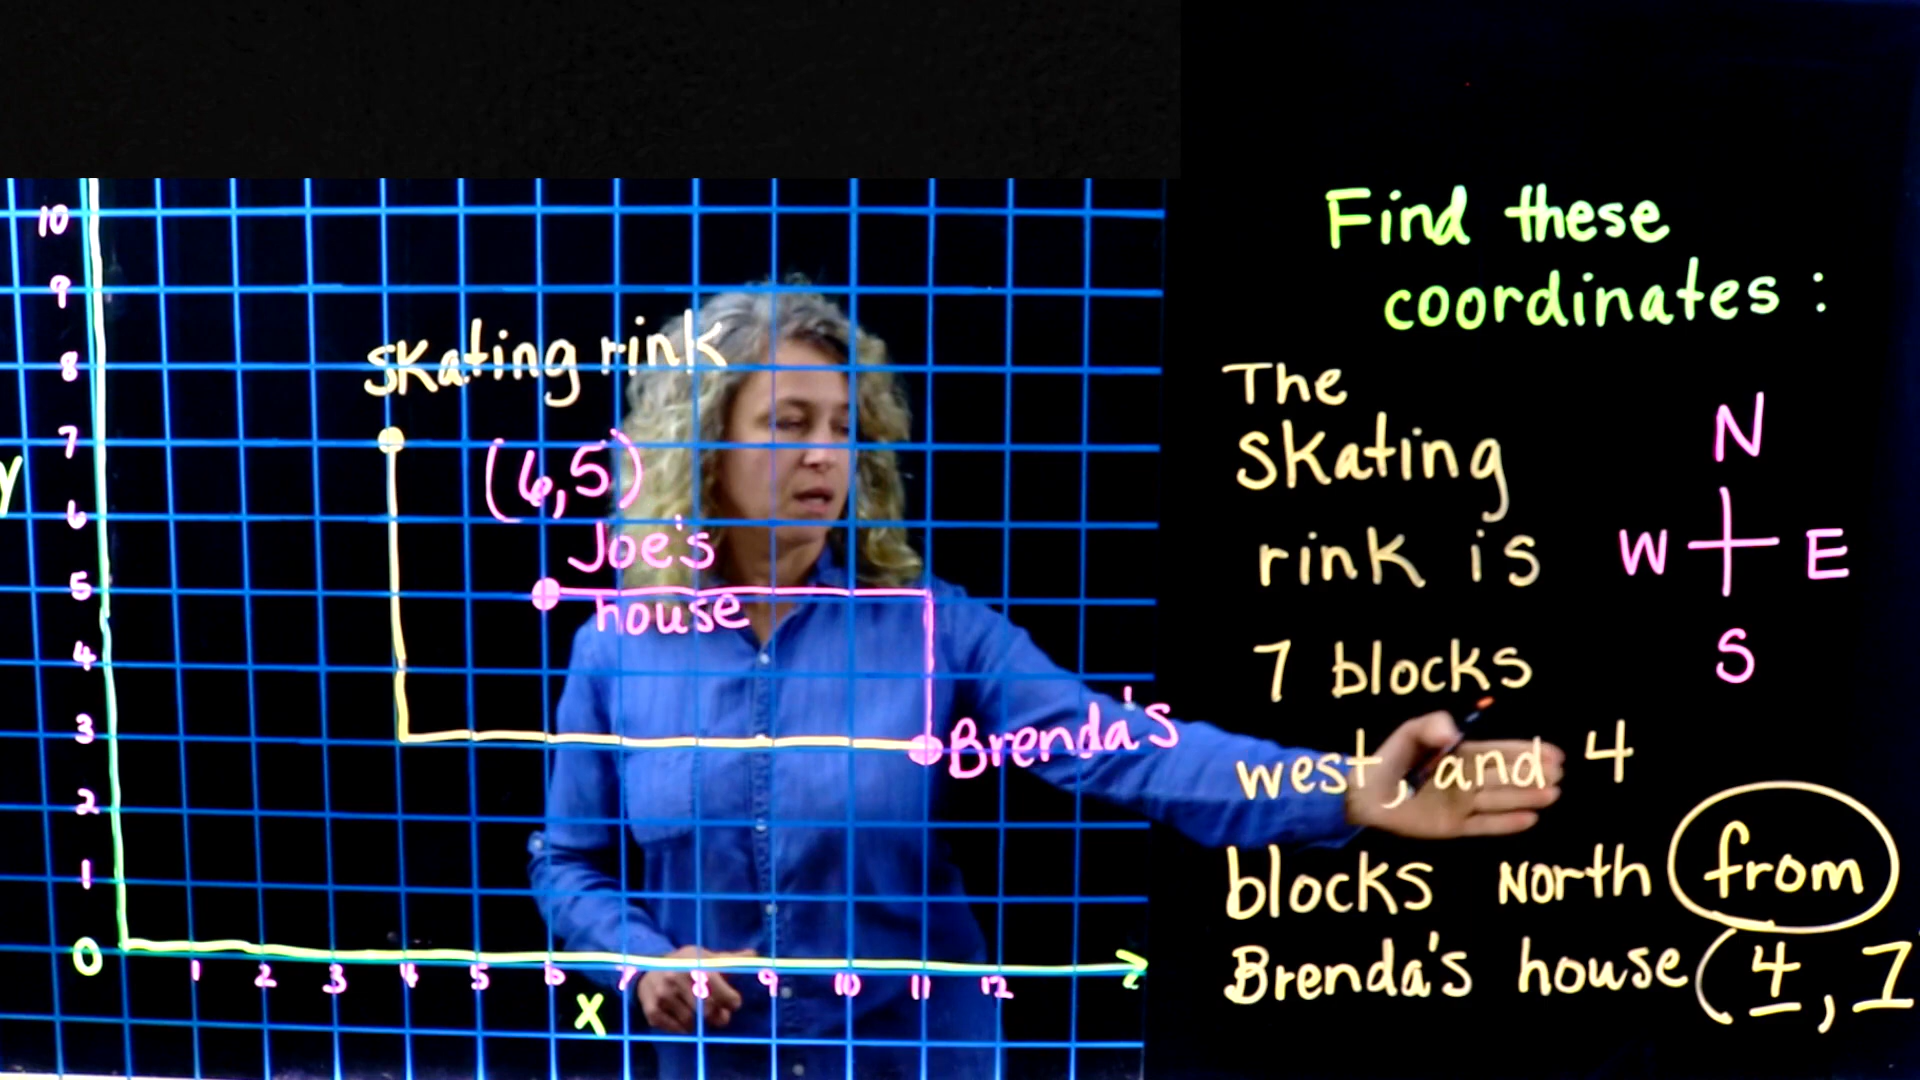 10
9
8
7
6
5
4
3
2
1
0
y
Skating rink
(6,5)
Joe's
house
Brenda's
1 2 3 4 5 6 7 8 9 10 11 12
x
Find these
coordinates:
The
Skating
rink is
7 blocks
west, and 4
blocks North from
Brenda's house (4, 7
N
W E
S